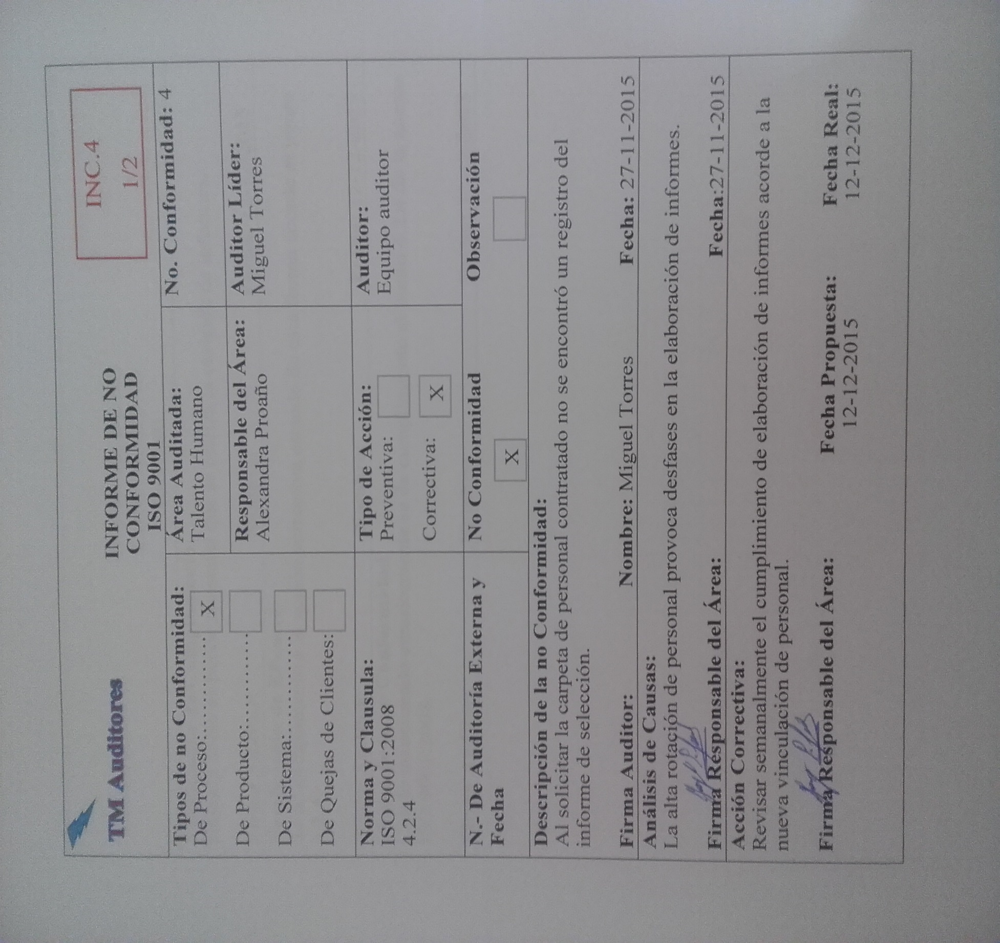 TM Auditores
INFORME DE NO
CONFORMIDAD
ISO 9001
INC.4
1/2
Tipos de no Conformidad:
De Proceso:………… X
De Producto:…………
De Sistema:…………
De Quejas de Clientes:
Área Auditada:
Talento Humano
No. Conformidad: 4
Responsable del Área:
Alexandra Proaño
Auditor Líder:
Miguel Torres
Norma y Clausula:
ISO 9001:2008
4.2.4
Tipo de Acción:
Preventiva:
Correctiva: X
Auditor:
Equipo auditor
N.- De Auditoría Externa y
Fecha
No Conformidad
X
Observación
Descripción de la no Conformidad:
Al solicitar la carpeta de personal contratado no se encontró un registro del
informe de selección.
Firma Auditor: Nombre: Miguel Torres Fecha: 27-11-2015
Análisis de Causas:
La alta rotación de personal provoca desfases en la elaboración de informes.
Firma Responsable del Área: Fecha:27-11-2015
Acción Correctiva:
Revisar semanalmente el cumplimiento de elaboración de informes acorde a la
nueva vinculación de personal.
Firma Responsable del Área: Fecha Propuesta: Fecha Real:
12-12-2015 12-12-2015